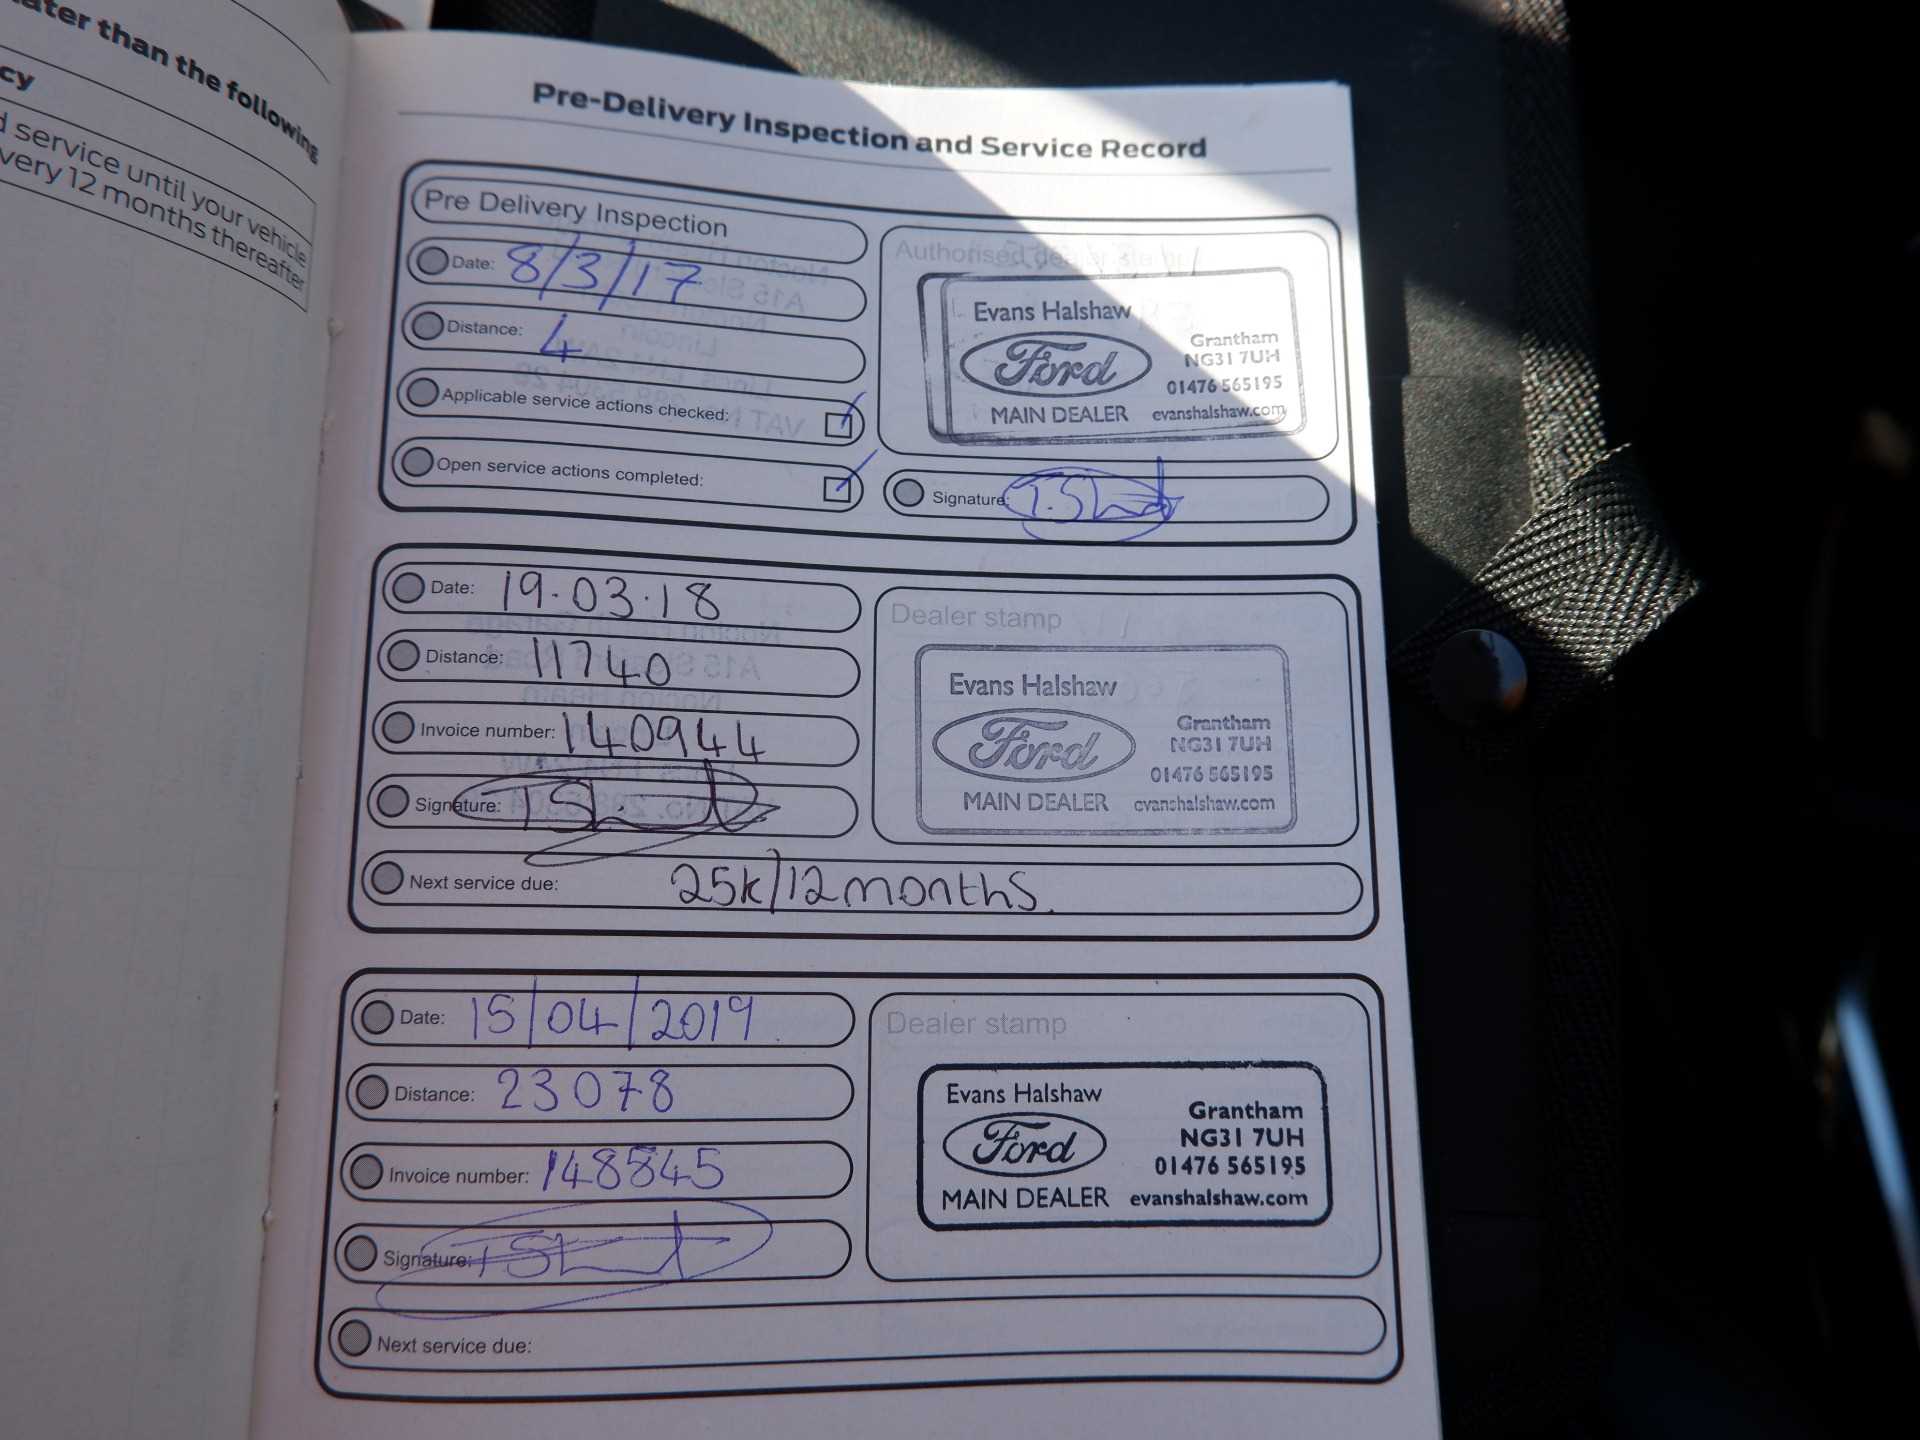 ater than the following
cy
d service until your vehicle
very 12 months thereafter
Pre-Delivery Inspection and Service Record
Pre Delivery Inspection
Date: 8/3/17
Distance: 4
Applicable service actions checked:
Open service actions completed:
Authorised dealer stamp
Evans Halshaw
Ford
MAIN DEALER
Grantham
NG31 7UH
01476 565195
evanshalshaw.com
Signature:
Date: 19.03.18
Distance: 11740
Invoice number: 140944
Signature:
Dealer stamp
Evans Halshaw
Ford
MAIN DEALER
Grantham
NG31 7UH
01476 565195
evanshalshaw.com
Next service due: 25k/12months.
Date: 15/04/2019
Distance: 23078
Invoice number: 148545
Signature:
Dealer stamp
Evans Halshaw
Ford
MAIN DEALER
Grantham
NG31 7UH
01476 565195
evanshalshaw.com
Next service due: